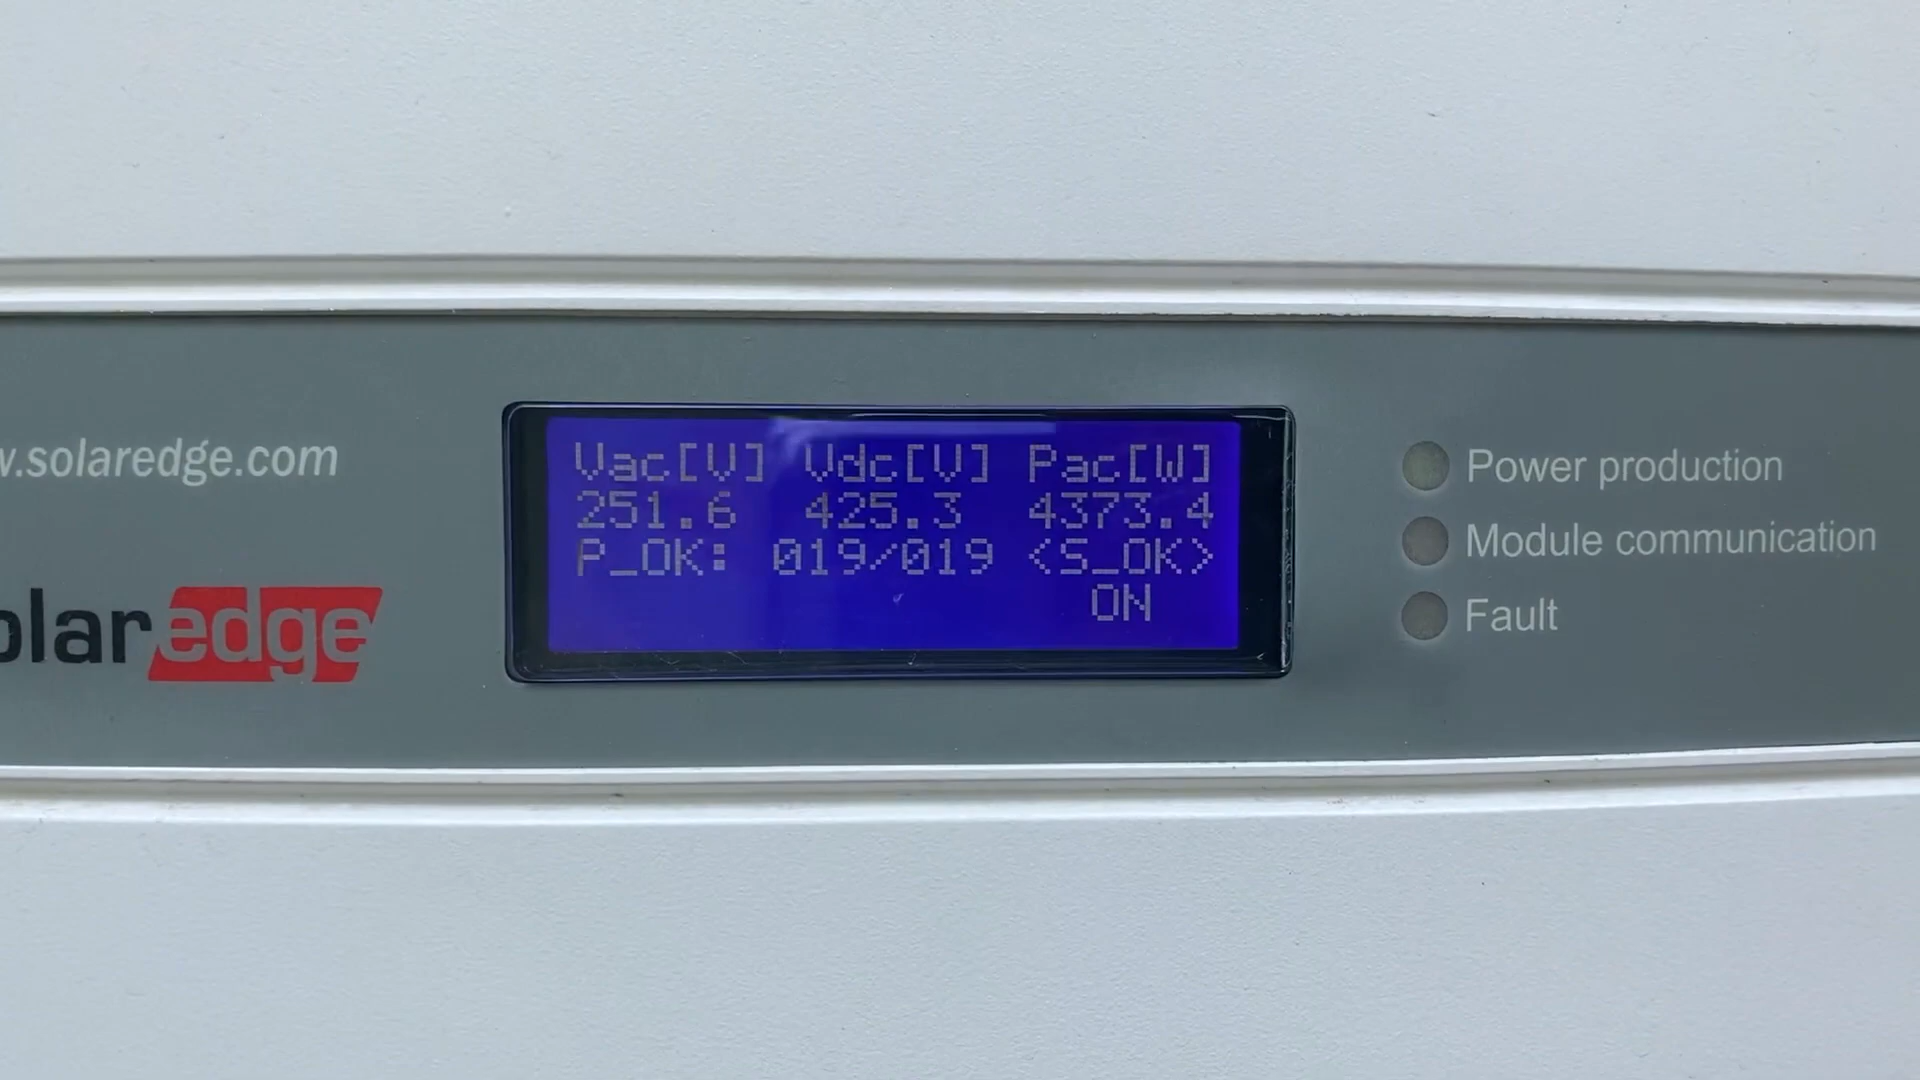 w.solaredge.com
olaredge
Vac[V] Vdc[V] Pac[W]
251.6 425.3 4373.4
P_OK: 019/019 <S_OK>
ON
Power production
Module communication
Fault